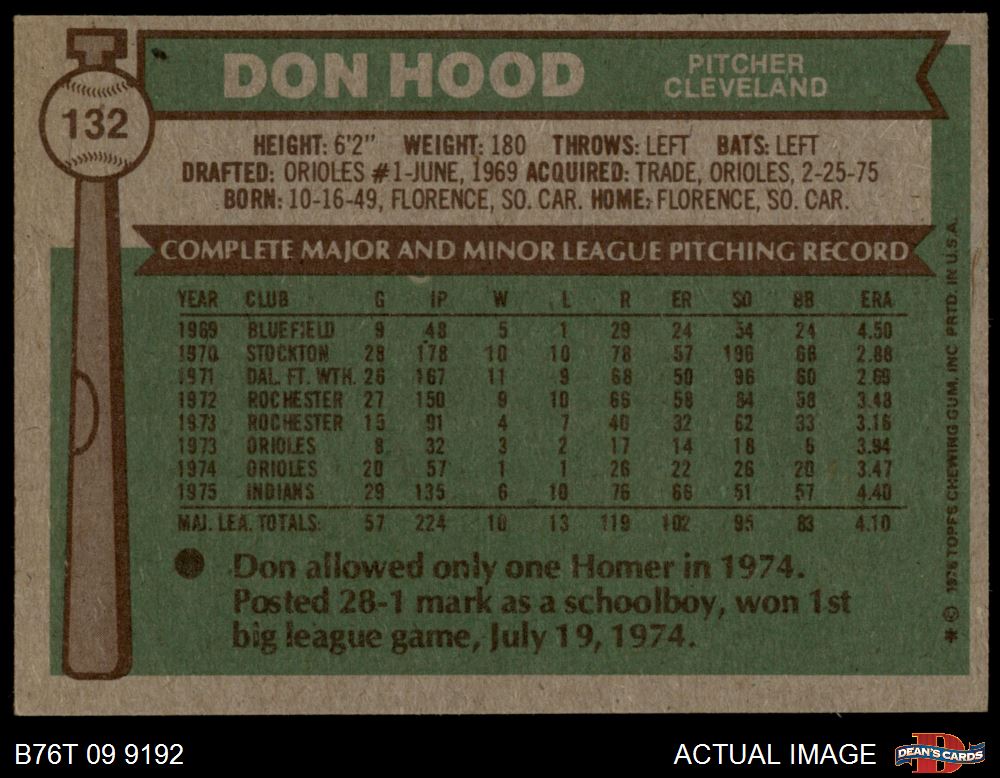 DON HOOD PITCHER
CLEVELAND
132
HEIGHT: 6'2" WEIGHT: 180 THROWS: LEFT BATS: LEFT
DRAFTED: ORIOLES #1-JUNE, 1969 ACQUIRED: TRADE, ORIOLES, 2-25-75
BORN: 10-16-49, FLORENCE, SO. CAR. HOME: FLORENCE, SO. CAR.
COMPLETE MAJOR AND MINOR LEAGUE PITCHING RECORD
YEAR CLUB G IP W L R ER SO BB ERA
1969 BLUEFIELD 9 48 5 1 29 24 54 24 4.50
1970 STOCKTON 28 178 10 10 78 57 196 66 2.88
1971 DAL. FT. WTH. 26 167 11 9 68 50 96 60 2.69
1972 ROCHESTER 27 150 9 10 66 58 84 58 3.48
1973 ROCHESTER 15 91 4 7 40 32 62 33 3.16
1973 ORIOLES 8 32 3 2 17 14 18 6 3.94
1974 ORIOLES 20 57 1 1 26 22 26 20 3.47
1975 INDIANS 29 135 6 10 76 66 51 57 4.40
MAJ. LEA. TOTALS: 57 224 10 13 119 102 95 83 4.10
● Don allowed only one Homer in 1974.
Posted 28-1 mark as a schoolboy, won 1st
big league game, July 19, 1974.
* © 1976 TOPPS CHEWING GUM, INC PRTD. IN U.S.A.
B76T 09 9192 ACTUAL IMAGE DEAN'S CARDS